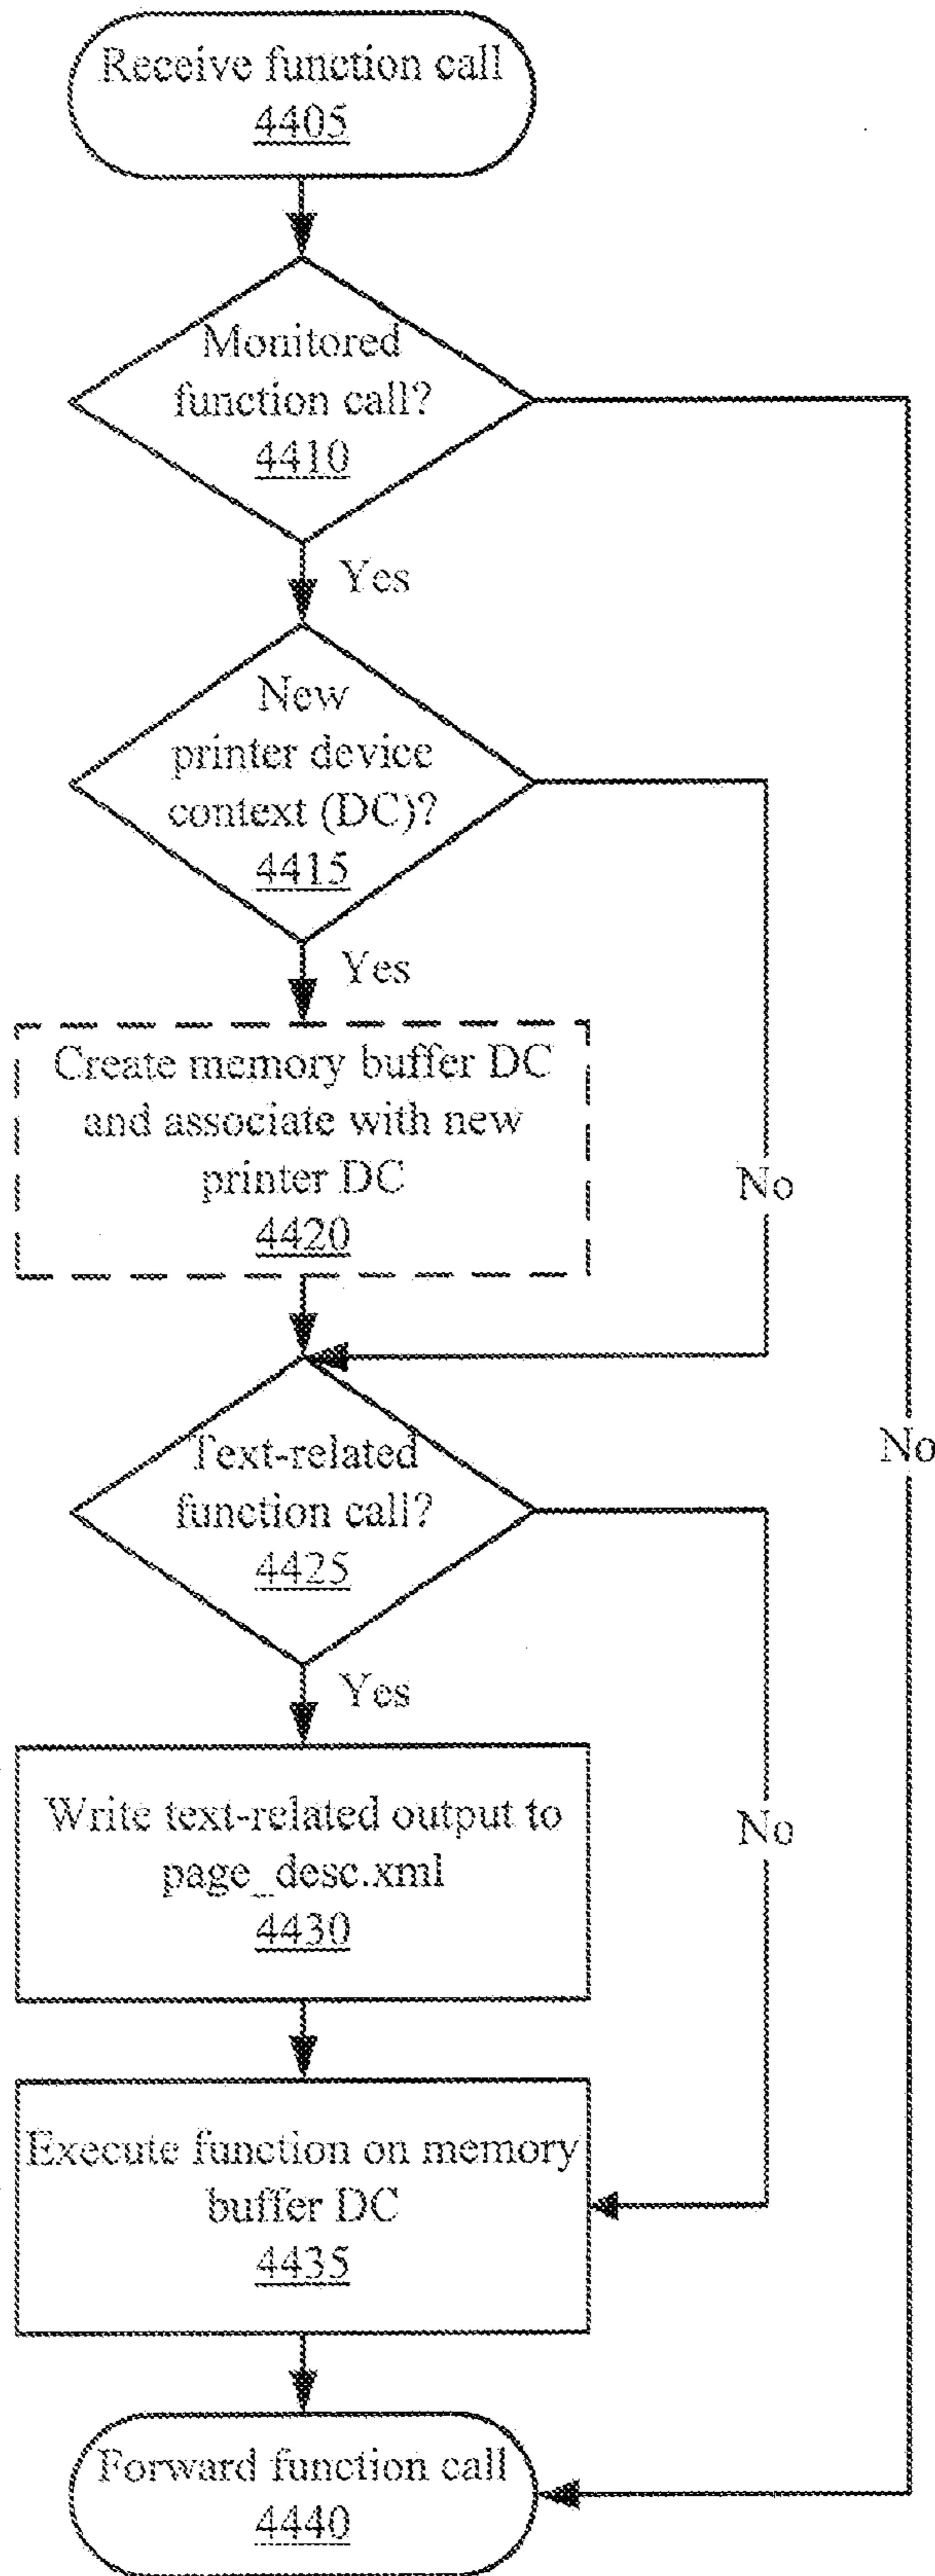 Receive function call
4405
Monitored
function call?
4410
Yes
New
printer device
context (DC)?
4415
Yes
Create memory buffer DC
and associate with new
printer DC
4420
No
Text-related
function call?
4425
No
Yes
Write text-related output to
page_desc.xml
4430
No
Execute function on memory
buffer DC
4435
Forward function call
4440